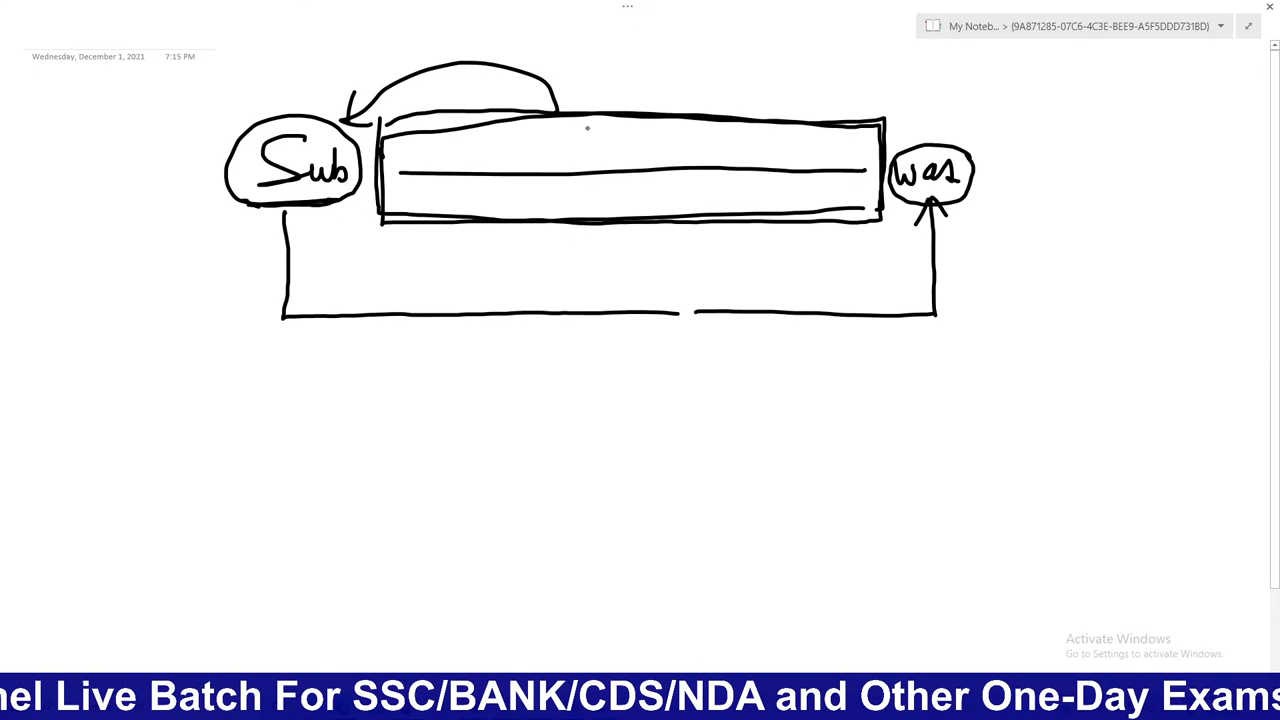 My Noteb... > {9A871285-07C6-4C3E-BEE9-A5F5DDD731BD}
Wednesday, December 1, 2021 7:15 PM
Sub was
Activate Windows
Go to Settings to activate Windows.
nel Live Batch For SSC/BANK/CDS/NDA and Other One-Day Exams